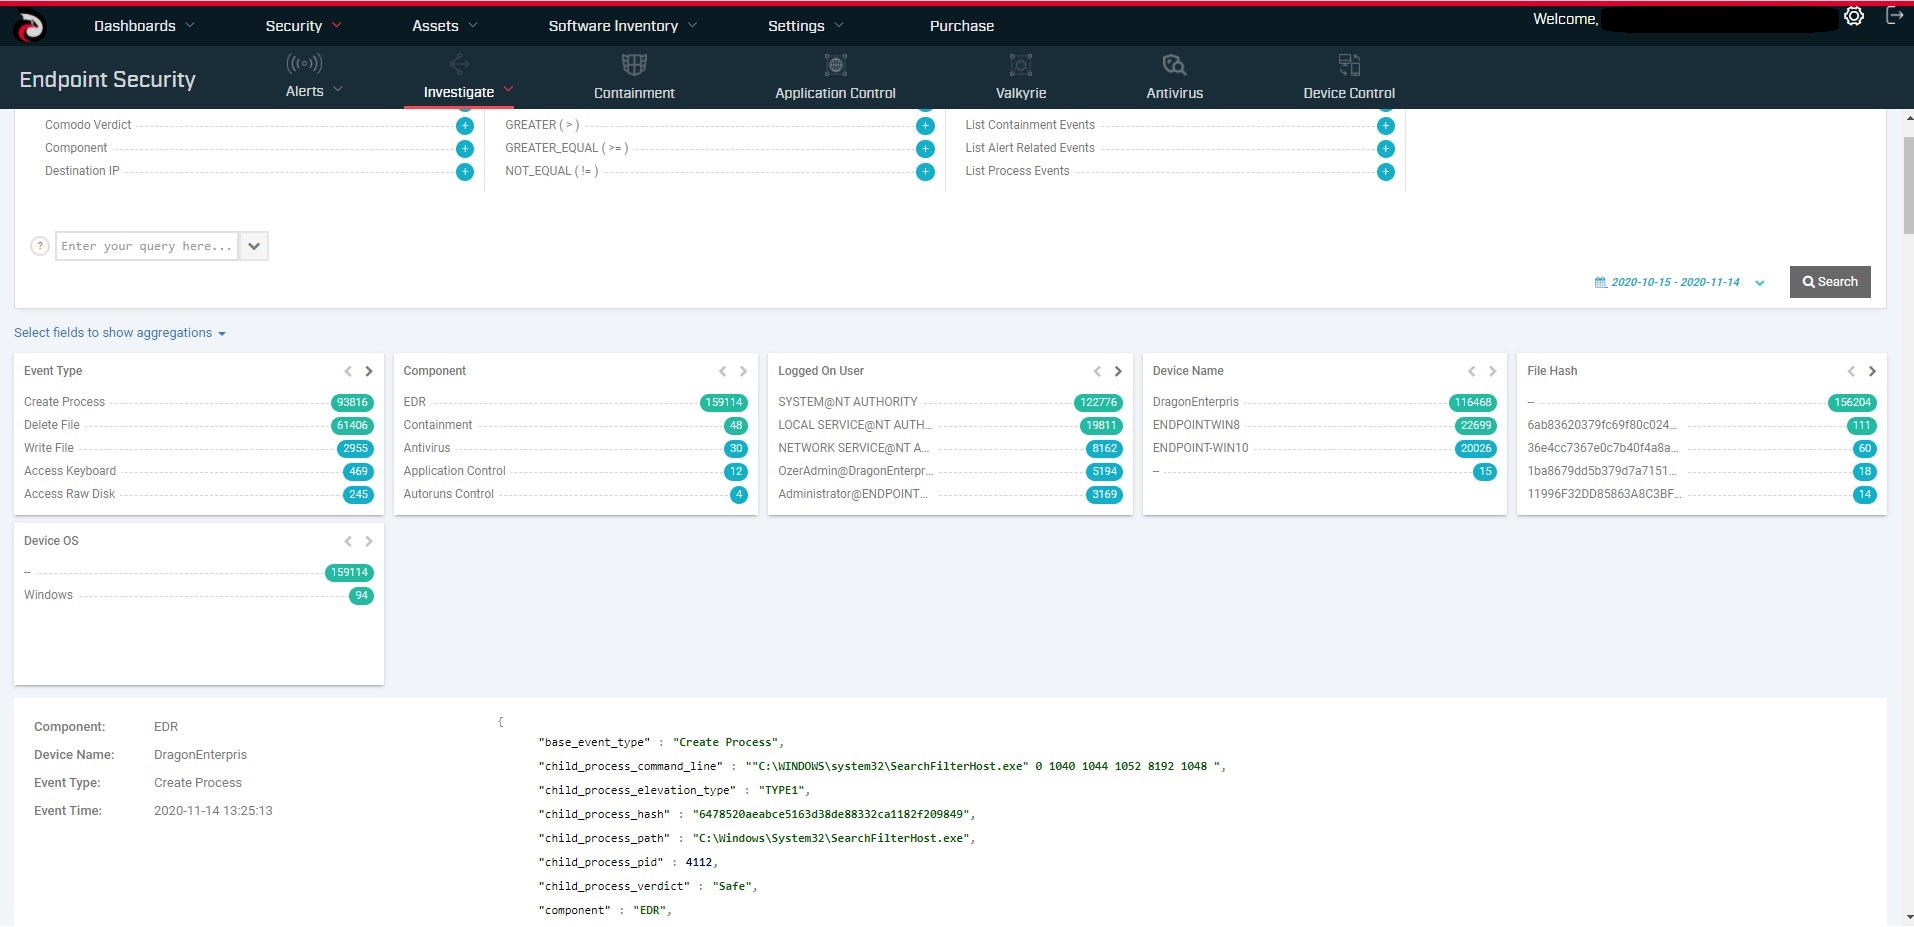 Dashboards Security Assets Software Inventory Settings Purchase Welcome,
Endpoint Security Alerts Investigate Containment Application Control Valkyrie Antivirus Device Control
Comodo Verdict + GREATER ( > ) + List Containment Events +
Component + GREATER_EQUAL ( >= ) + List Alert Related Events +
Destination IP + NOT_EQUAL ( != ) + List Process Events +
? Enter your query here...
2020-10-15 - 2020-11-14 Search
Select fields to show aggregations
Event Type
Create Process 93816
Delete File 61406
Write File 2955
Access Keyboard 469
Access Raw Disk 245
Component
EDR 159114
Containment 48
Antivirus 30
Application Control 12
Autoruns Control 4
Logged On User
SYSTEM@NT AUTHORITY 122776
LOCAL SERVICE@NT AUTH... 19811
NETWORK SERVICE@NT A... 8162
OzerAdmin@DragonEnterpr... 5194
Administrator@ENDPOINT... 3169
Device Name
DragonEnterpris 116468
ENDPOINTWIN8 22699
ENDPOINT-WIN10 20026
-- 15
File Hash
-- 156204
6ab83620379fc69f80c024... 111
36e4cc7367e0c7b40f4a8a... 60
1ba8679dd5b379d7a7151... 18
11996F32DD85863A8C3BF... 14
Device OS
-- 159114
Windows 94
Component: EDR
Device Name: DragonEnterpris
Event Type: Create Process
Event Time: 2020-11-14 13:25:13
{
"base_event_type" : "Create Process",
"child_process_command_line" : ""C:\WINDOWS\system32\SearchFilterHost.exe" 0 1040 1044 1052 8192 1048 ",
"child_process_elevation_type" : "TYPE1",
"child_process_hash" : "6478520aeabce5163d38de88332ca1182f209849",
"child_process_path" : "C:\Windows\System32\SearchFilterHost.exe",
"child_process_pid" : 4112,
"child_process_verdict" : "Safe",
"component" : "EDR",